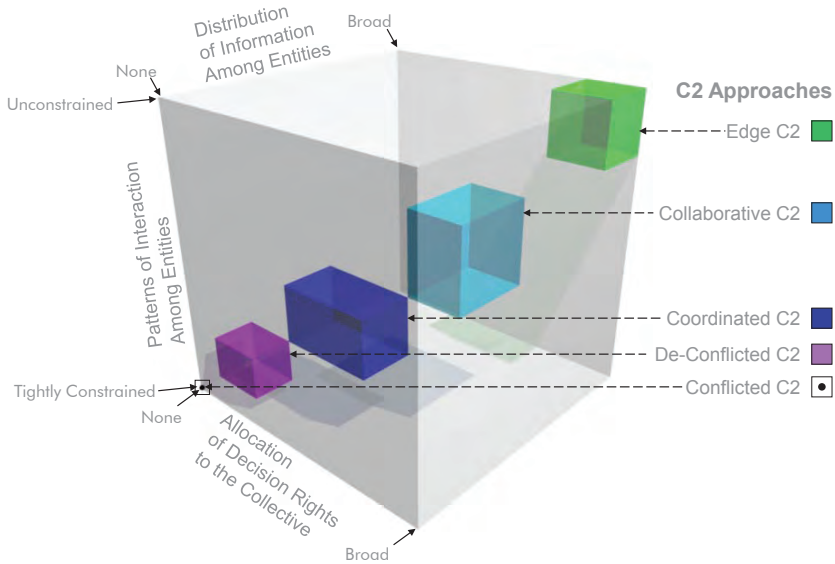 Distribution
of Information
Among Entities
Broad
None
Unconstrained
C2 Approaches
Edge C2
Collaborative C2
Patterns of Interaction
Among Entities
Coordinated C2
De-Conflicted C2
Conflicted C2
Tightly Constrained
None
Allocation
of Decision Rights
to the Collective
Broad